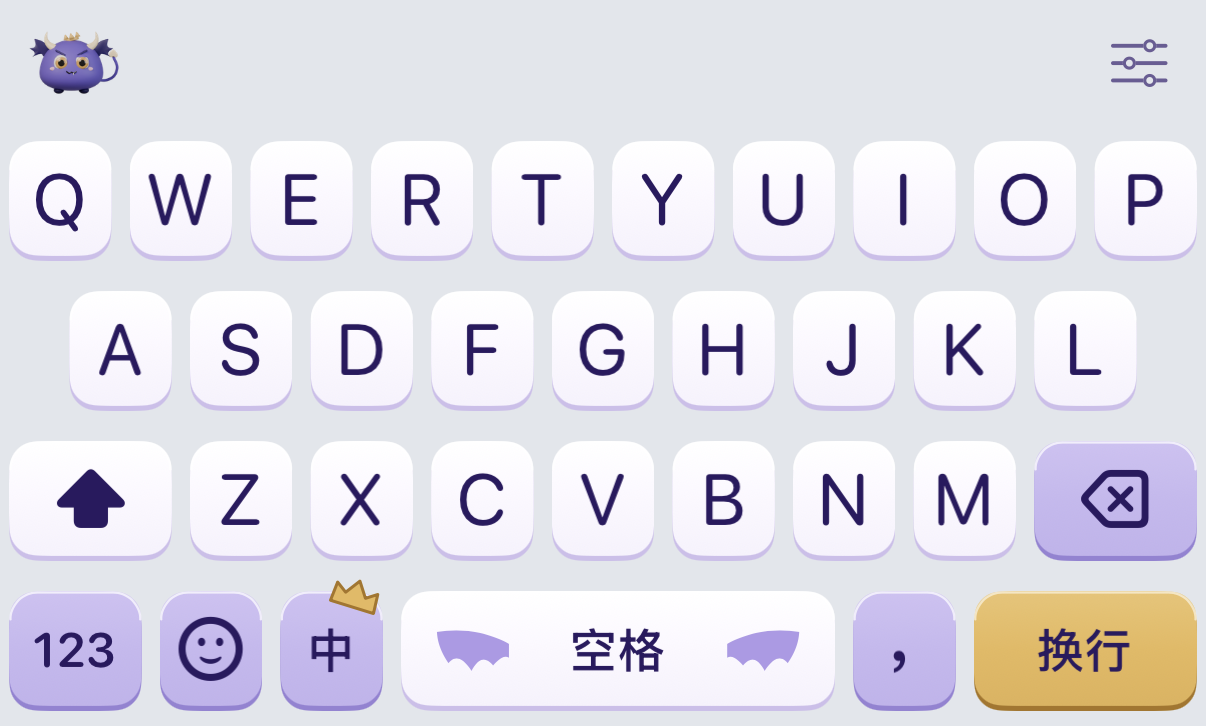 Q W E R T Y U I O P
A S D F G H J K L
Z X C V B N M
123 中 空格 ， 换行